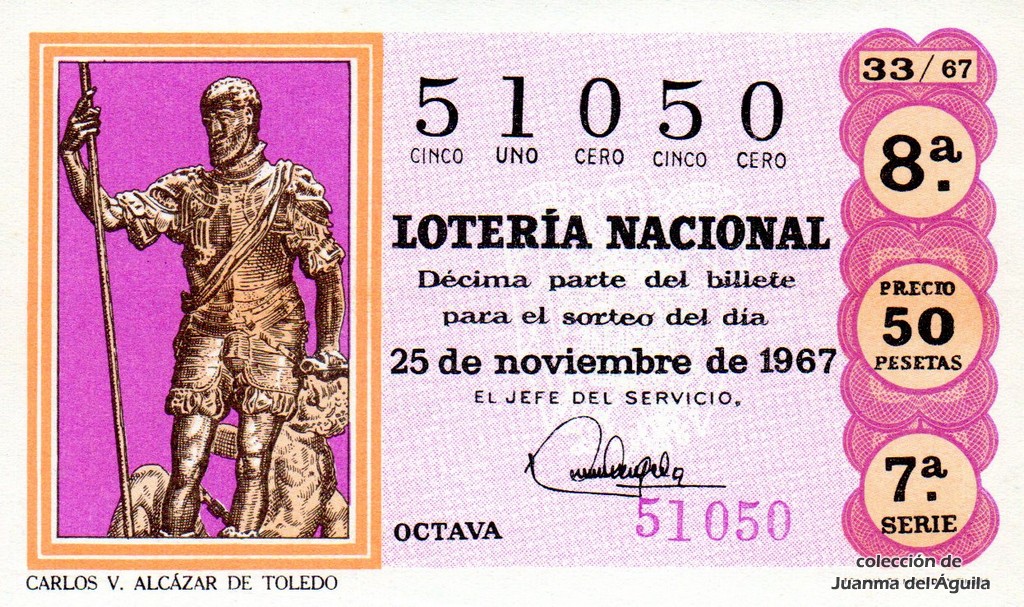 33/67
51050
CINCO UNO CERO CINCO CERO
8.ª
LOTERÍA NACIONAL
Décima parte del billete
para el sorteo del día
25 de noviembre de 1967
EL JEFE DEL SERVICIO,
PRECIO
50
PESETAS
OCTAVA
51050
7.ª
SERIE
CARLOS V. ALCÁZAR DE TOLEDO
colección de
Juanma del Águila